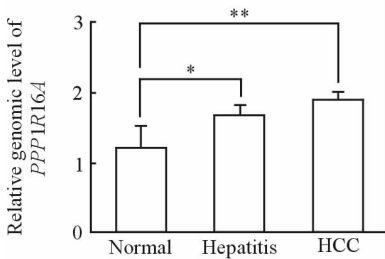 Relative genomic level of
PPP1R16A
3
**
*
2
1
0
Normal Hepatitis HCC